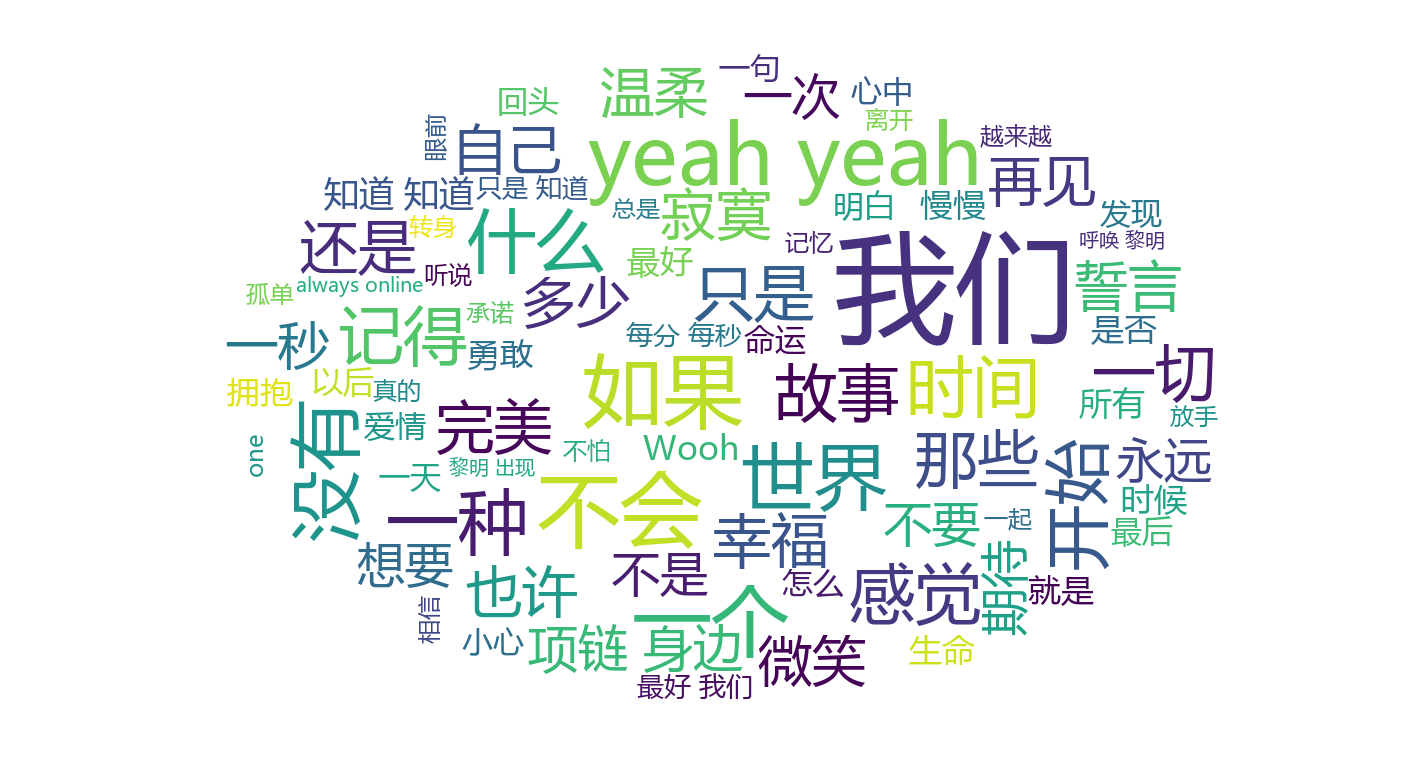 一句
温柔
一次
心中
回头
离开
眼前
自己
yeah yeah
越来越
再见
知道 知道
只是 知道
总是
寂寞
明白
慢慢
发现
还是
转身
什么
记忆
我们
呼唤 黎明
最好
听说
always online
孤单
多少
只是
誓言
承诺
记得
一秒
勇敢
每分 每秒
命运
是否
拥抱
以后
真的
如果
故事
时间
一切
所有
放手
爱情
完美
没有
one
不怕
Wooh
世界
那些
开始
永远
一天
黎明 出现
一种
不会
幸福
不要
一起
时候
最后
想要
也许
不是
怎么
感觉
期待
就是
相信
小心
项链 身边
一个
微笑
生命
最好 我们